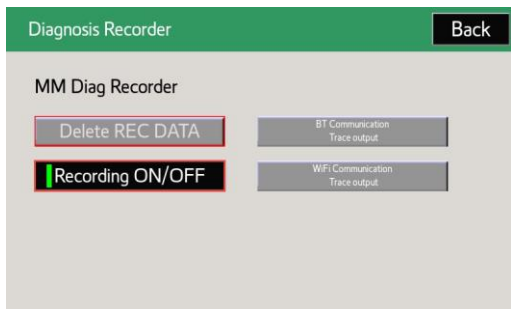 Diagnosis Recorder
Back
MM Diag Recorder
Delete REC DATA
BT Communication
Trace output
Recording ON/OFF
WiFi Communication
Trace output